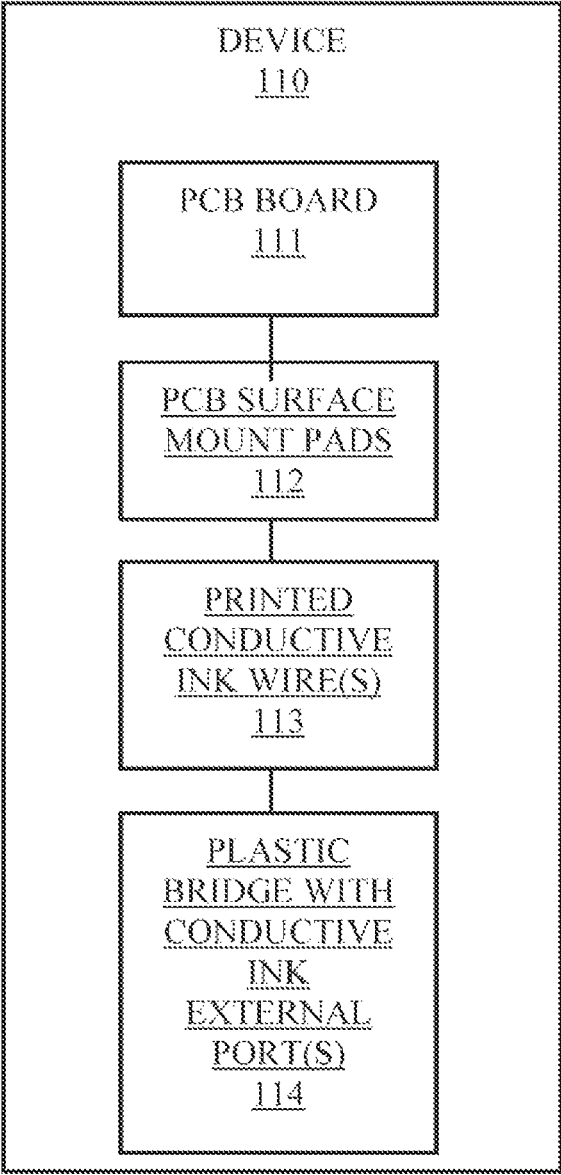 DEVICE
110
PCB BOARD
111
PCB SURFACE
MOUNT PADS
112
PRINTED
CONDUCTIVE
INK WIRE(S)
113
PLASTIC
BRIDGE WITH
CONDUCTIVE
INK
EXTERNAL
PORT(S)
114